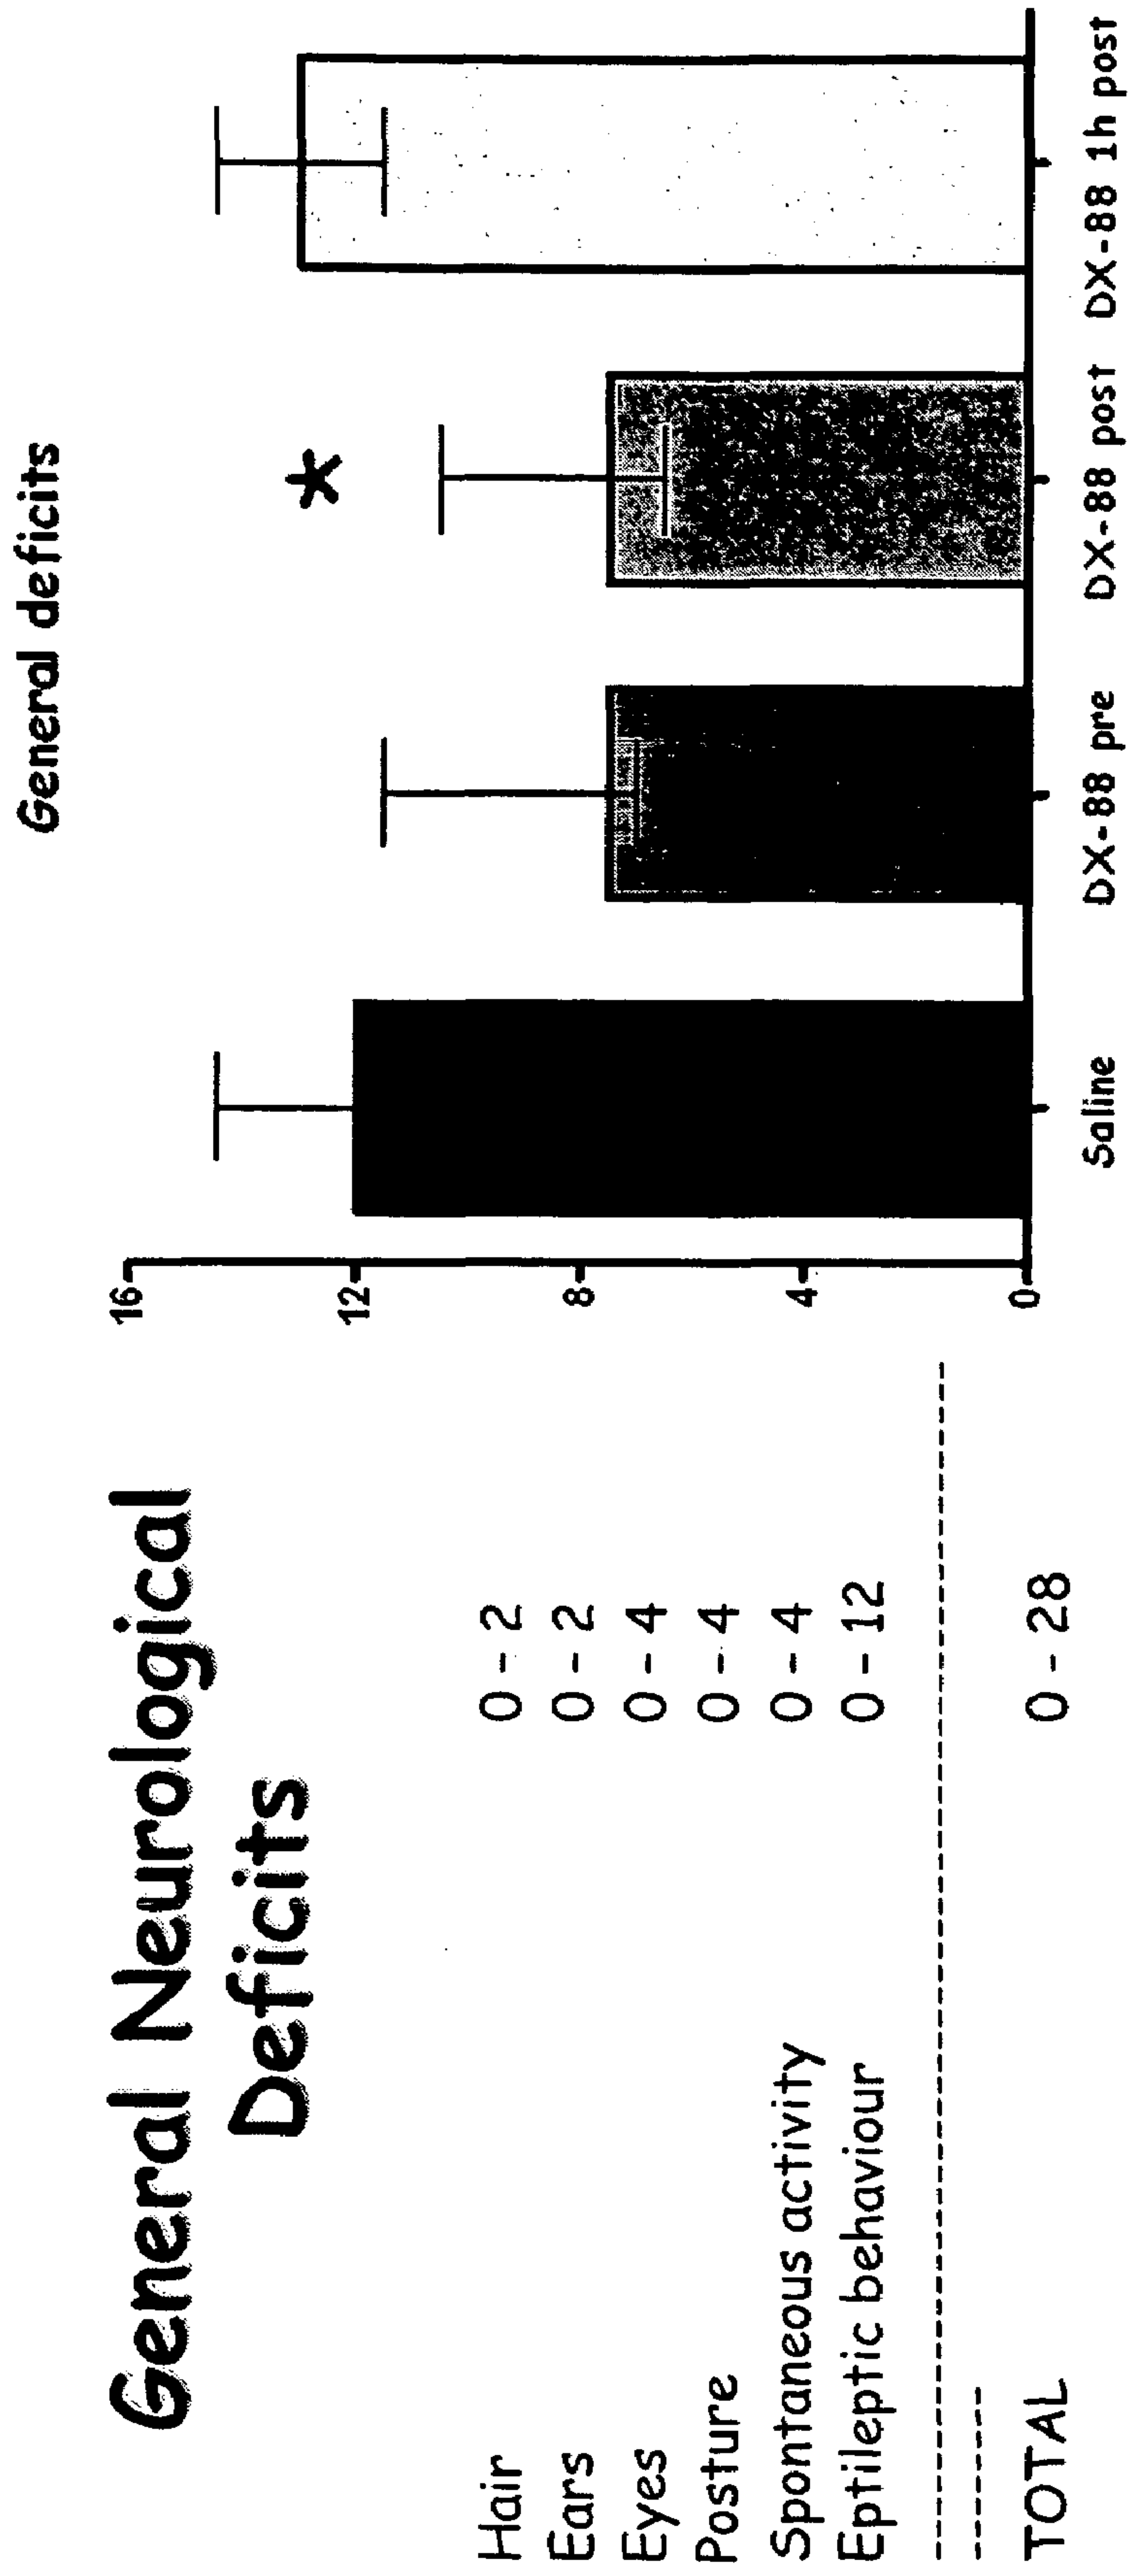 General Neurological
Deficits
Hair 0 - 2
Ears 0 - 2
Eyes 0 - 4
Posture 0 - 4
Spontaneous activity 0 - 4
Eptileptic behaviour 0 - 12
--------------------------------------------------
------
TOTAL 0 - 28
General deficits
16
12
8
4
0
*
Saline DX-88 pre DX-88 post DX-88 1h post